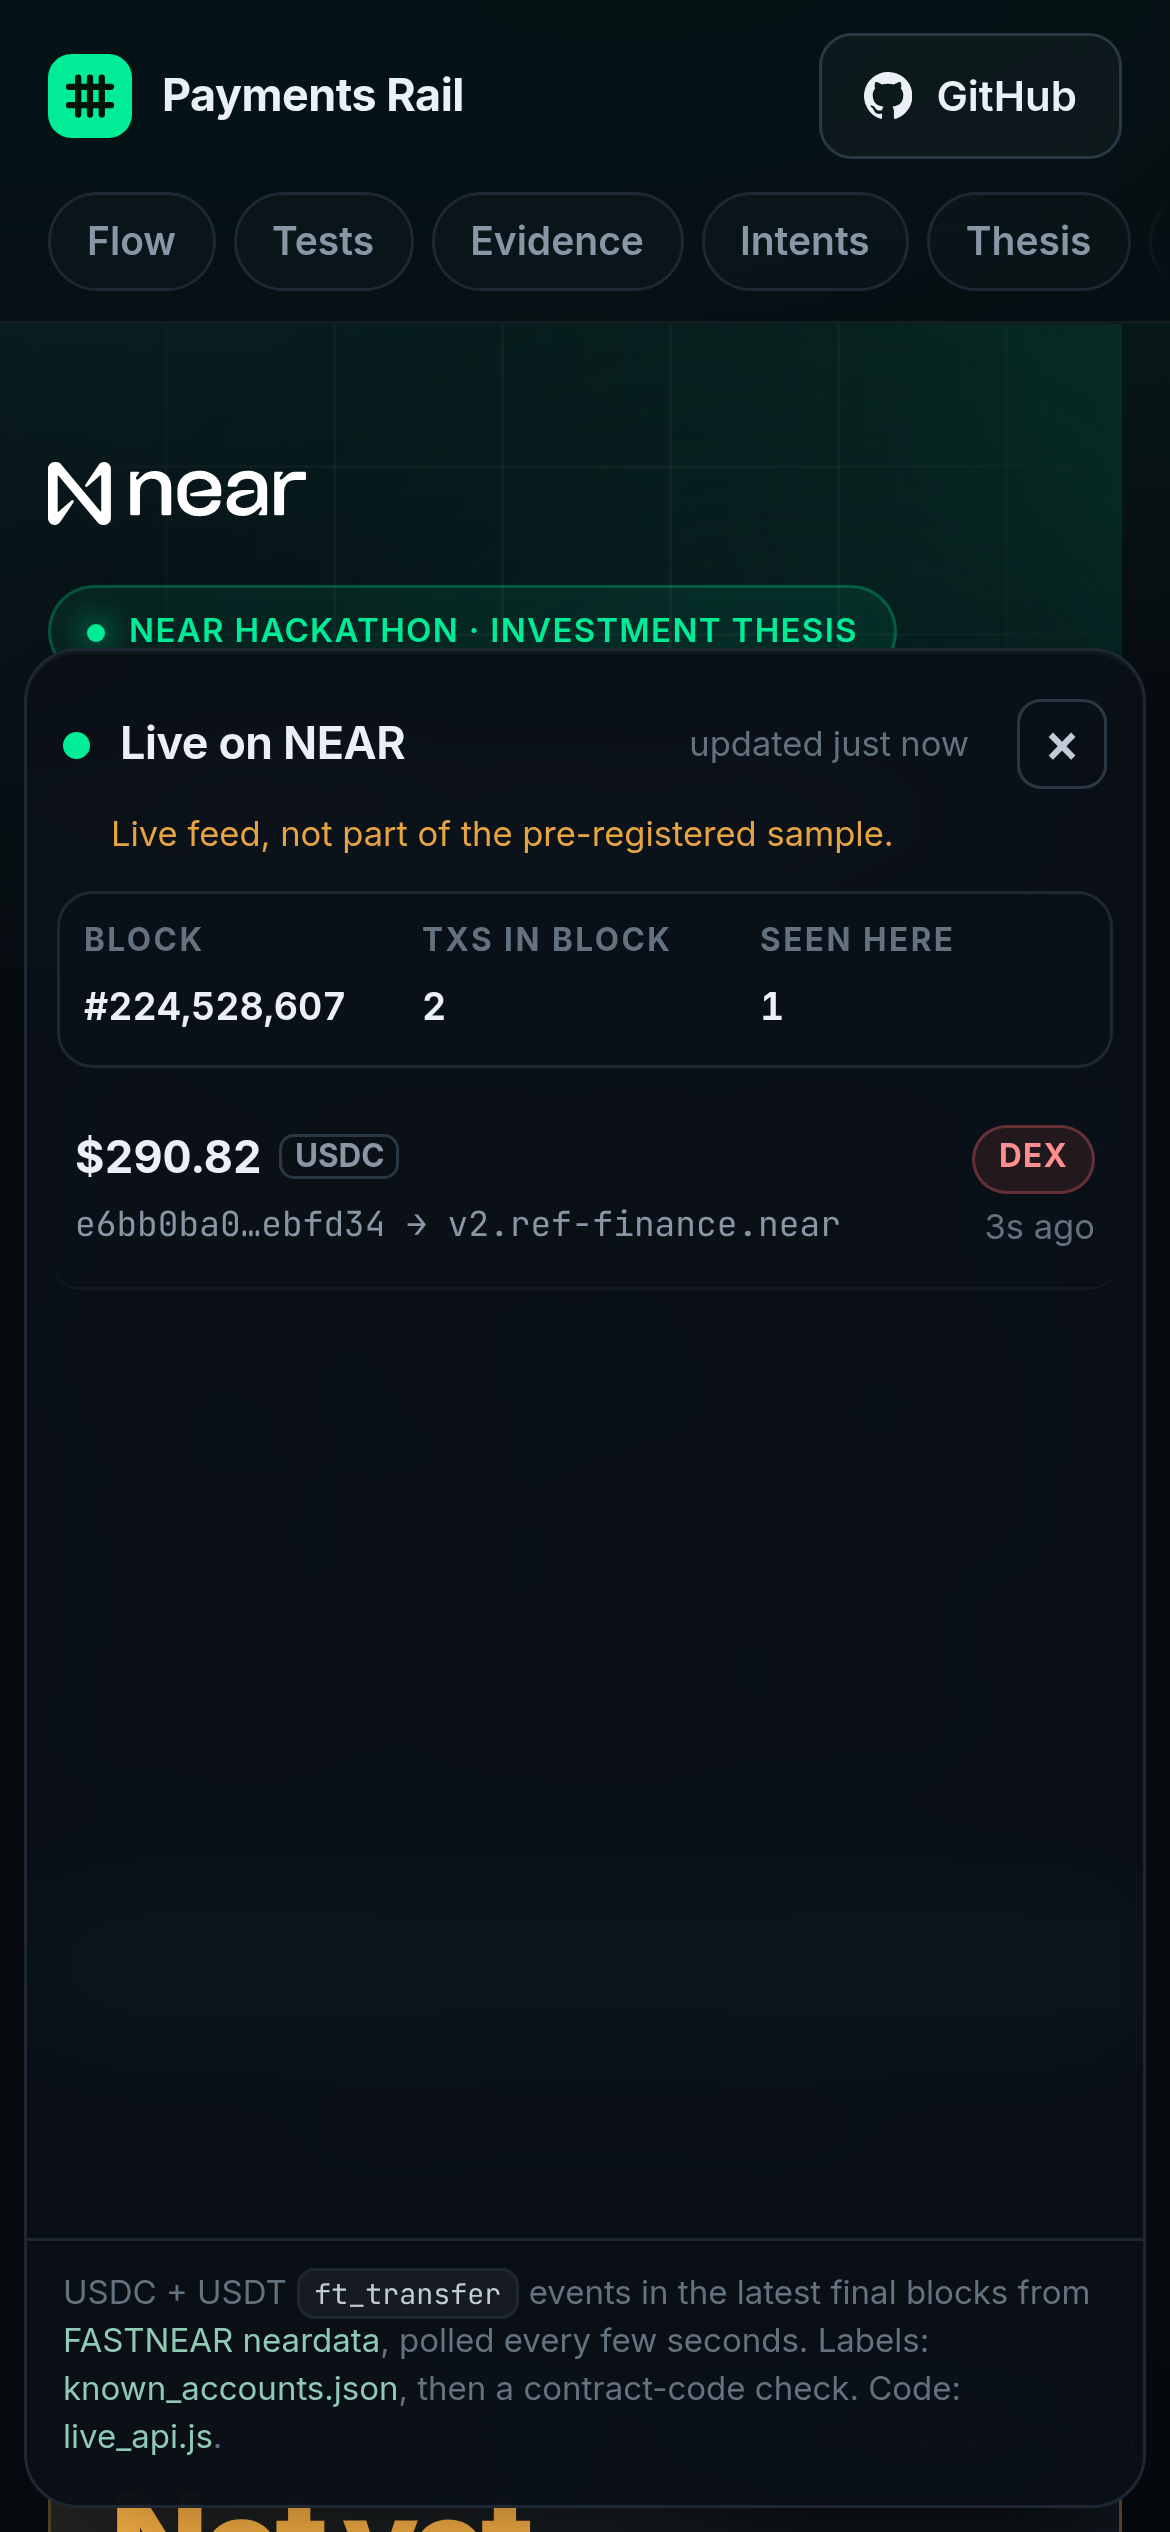 Payments Rail
GitHub
Flow
Tests
Evidence
Intents
Thesis
near
NEAR HACKATHON · INVESTMENT THESIS
Live on NEAR
updated just now
×
Live feed, not part of the pre-registered sample.
BLOCK
TXS IN BLOCK
SEEN HERE
#224,528,607
2
1
$290.82 USDC
DEX
e6bb0ba0…ebfd34 → v2.ref-finance.near
3s ago
USDC + USDT ft_transfer events in the latest final blocks from
FASTNEAR neardata, polled every few seconds. Labels:
known_accounts.json, then a contract-code check. Code:
live_api.js.
Not yet